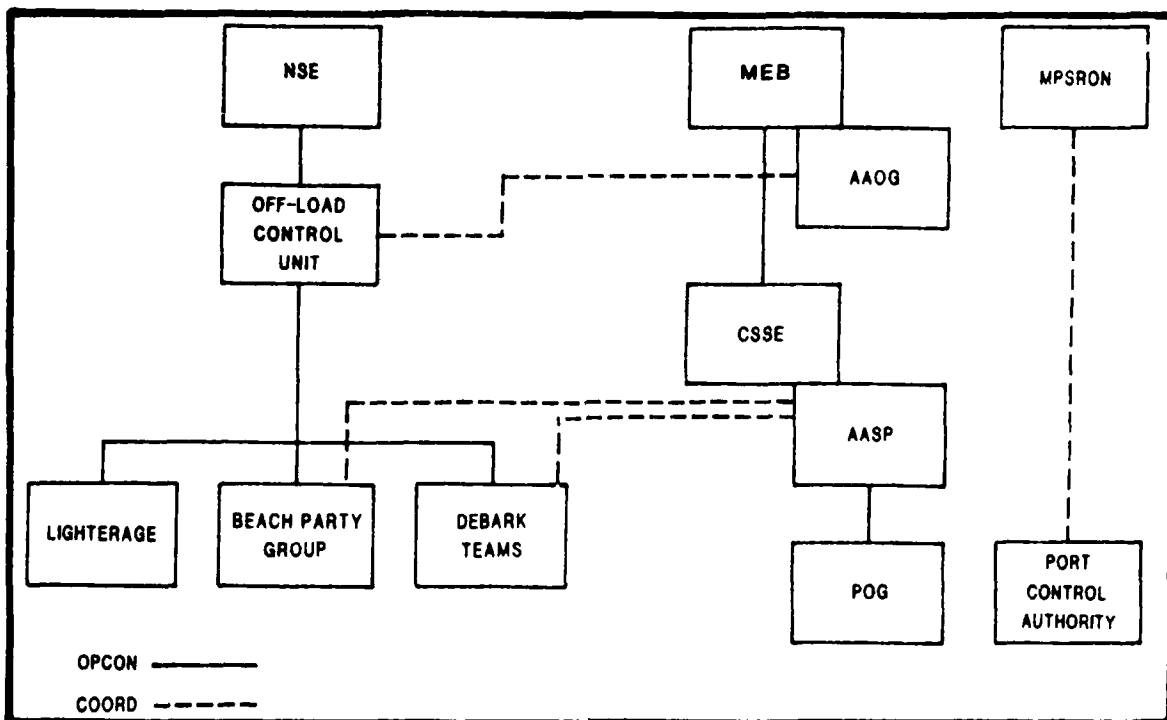 NSE
MEB
MPSRON
AAOG
OFF-LOAD
CONTROL
UNIT
CSSE
AASP
LIGHTERAGE
BEACH PARTY
GROUP
DEBARK
TEAMS
POG
PORT
CONTROL
AUTHORITY
OPCON
COORD